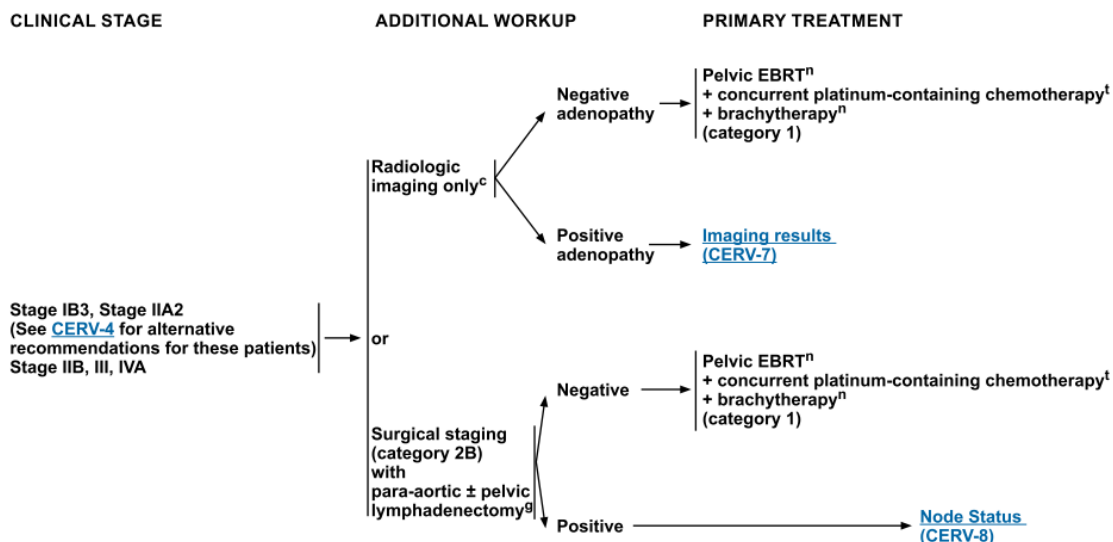 CLINICAL STAGE
ADDITIONAL WORKUP
PRIMARY TREATMENT
Stage IB3, Stage IIA2
(See CERV-4 for alternative
recommendations for these patients)
Stage IIB, III, IVA
Radiologic
imaging onlyᶜ
Negative
adenopathy
Pelvic EBRTⁿ
+ concurrent platinum-containing chemotherapyᵗ
+ brachytherapyⁿ
(category 1)
Positive
adenopathy
Imaging results
(CERV-7)
or
Surgical staging
(category 2B)
with
para-aortic ± pelvic
lymphadenectomyᵍ
Negative
Pelvic EBRTⁿ
+ concurrent platinum-containing chemotherapyᵗ
+ brachytherapyⁿ
(category 1)
Positive
Node Status
(CERV-8)